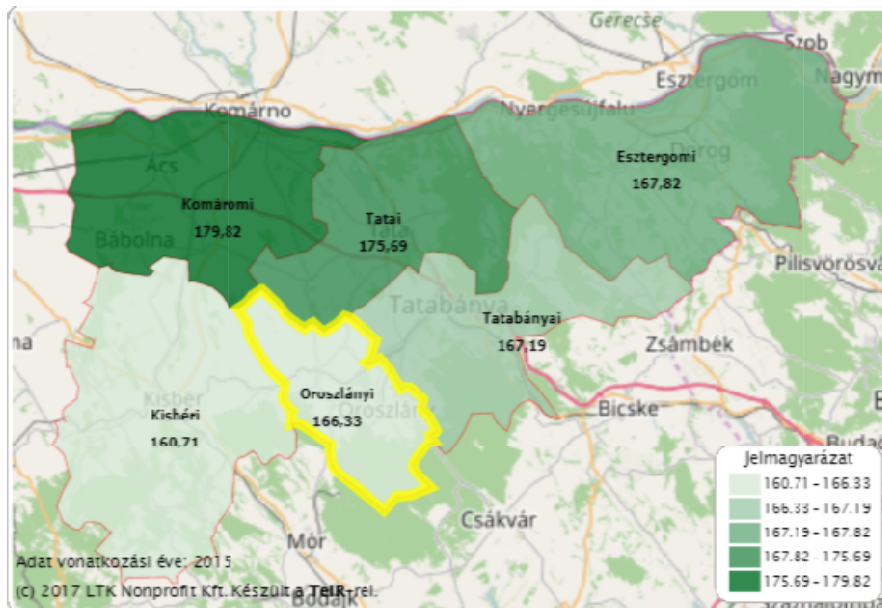 Gerecse
Szob
Esztergom
Nagym
Komárno
Nyergesújfalu
Esztergomi
Dorog
167,82
Ács
Komáromi
179,82
Tatai
Tata
175,69
Bábolna
Pilisvörösvá
Tatabánya
Tatabányai
167,19
ma
Zsámbék
Kisbér
Kisbéri
160,71
Oroszlányi
Oroszlány
166,33
Bicske
B
Budao
Csákvár
Mór
Bodajk
Jelmagyarázat
160.71 - 166.33
166.33 - 167.19
167.19 - 167.82
167.82 - 175.69
175.69 - 179.82
Adat vonatkozási éve: 2015
(c) 2017 LTK Nonprofit Kft. Készült a TeIR-rel.